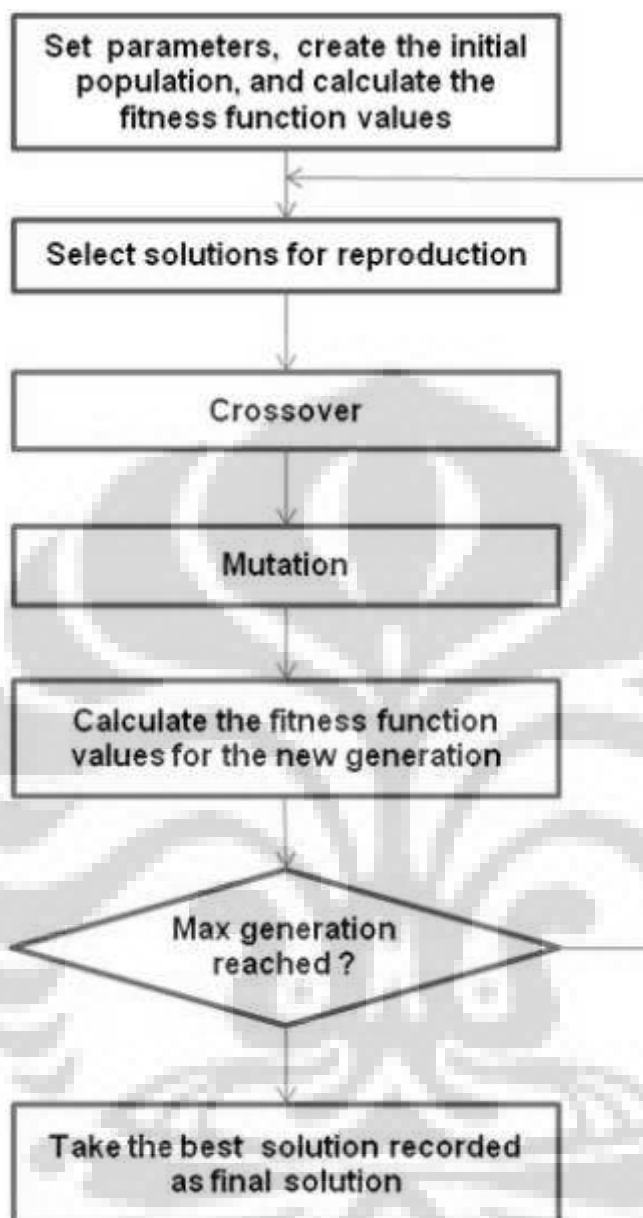 Set parameters, create the initial
population, and calculate the
fitness function values
Select solutions for reproduction
Crossover
Mutation
Calculate the fitness function
values for the new generation
Max generation
reached ?
Take the best solution recorded
as final solution